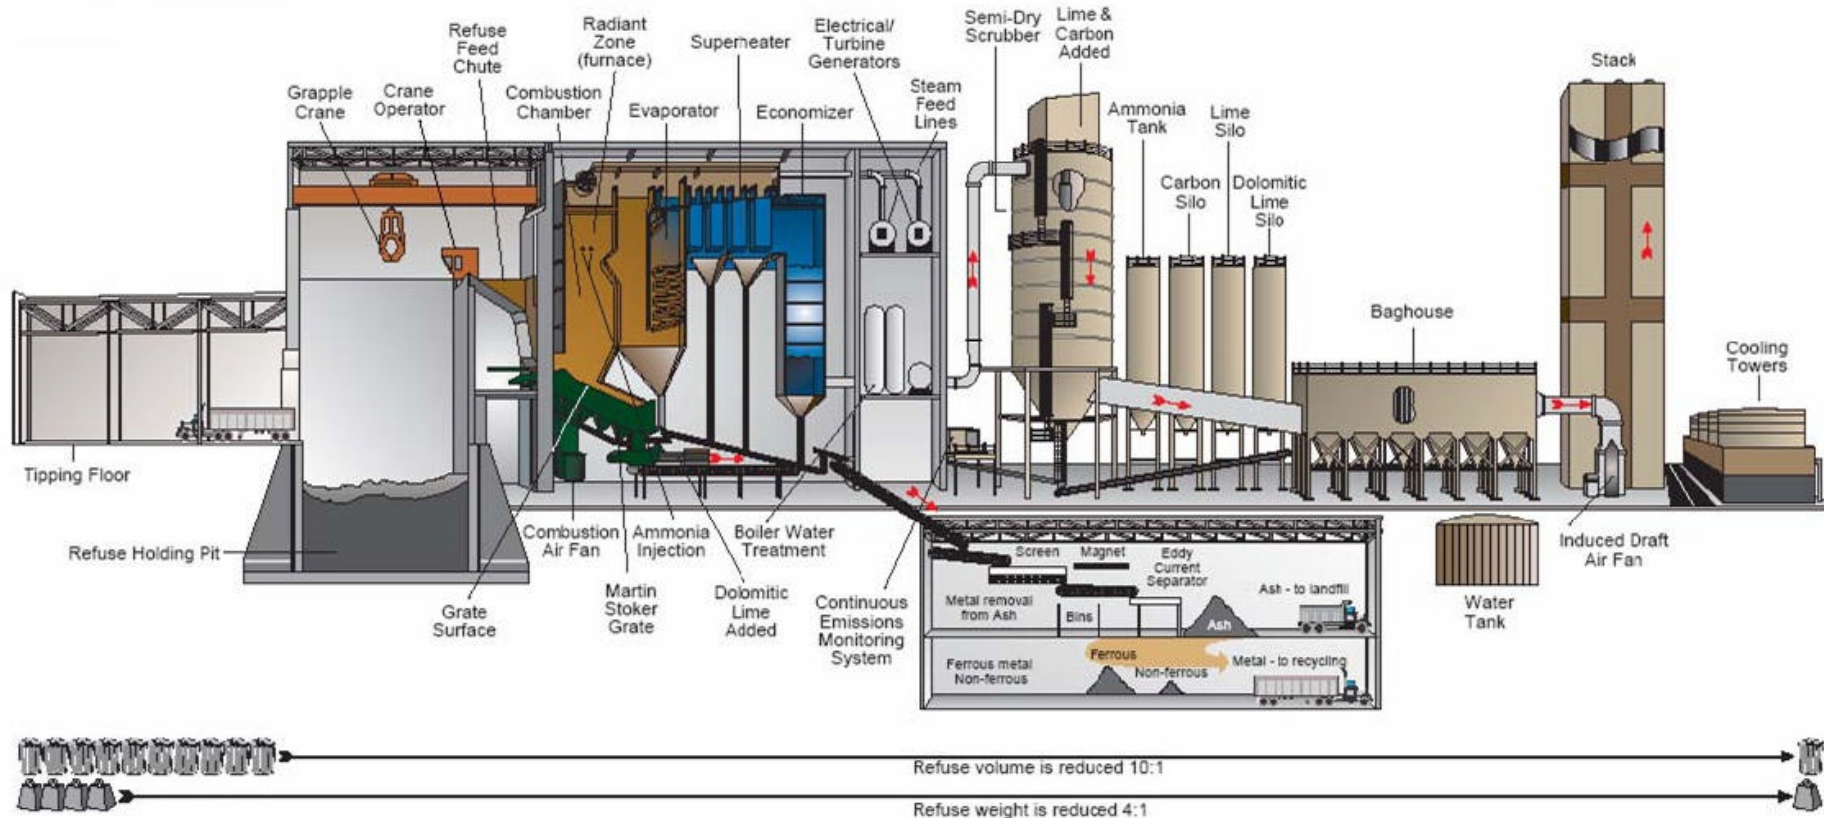 Refuse
Feed
Chute
Radiant
Zone
(furnace)
Superheater
Electrical/
Turbine
Generators
Semi-Dry
Scrubber
Lime &
Carbon
Added
Stack
Grapple
Crane
Crane
Operator
Combustion
Chamber
Evaporator
Economizer
Steam
Feed
Lines
Ammonia
Tank
Lime
Silo
Carbon
Silo
Dolomitic
Lime
Silo
Baghouse
Cooling
Towers
Tipping Floor
Refuse Holding Pit
Grate
Surface
Combustion
Air Fan
Martin
Stoker
Grate
Ammonia
Injection
Dolomitic
Lime
Added
Boiler Water
Treatment
Continuous
Emissions
Monitoring
System
Screen
Magnet
Eddy
Current
Separator
Metal removal
from Ash
Bins
Ash
Ash - to landfill
Ferrous metal
Non-ferrous
Ferrous
Non-ferrous
Metal - to recycling
Water
Tank
Induced Draft
Air Fan
Refuse volume is reduced 10:1
Refuse weight is reduced 4:1